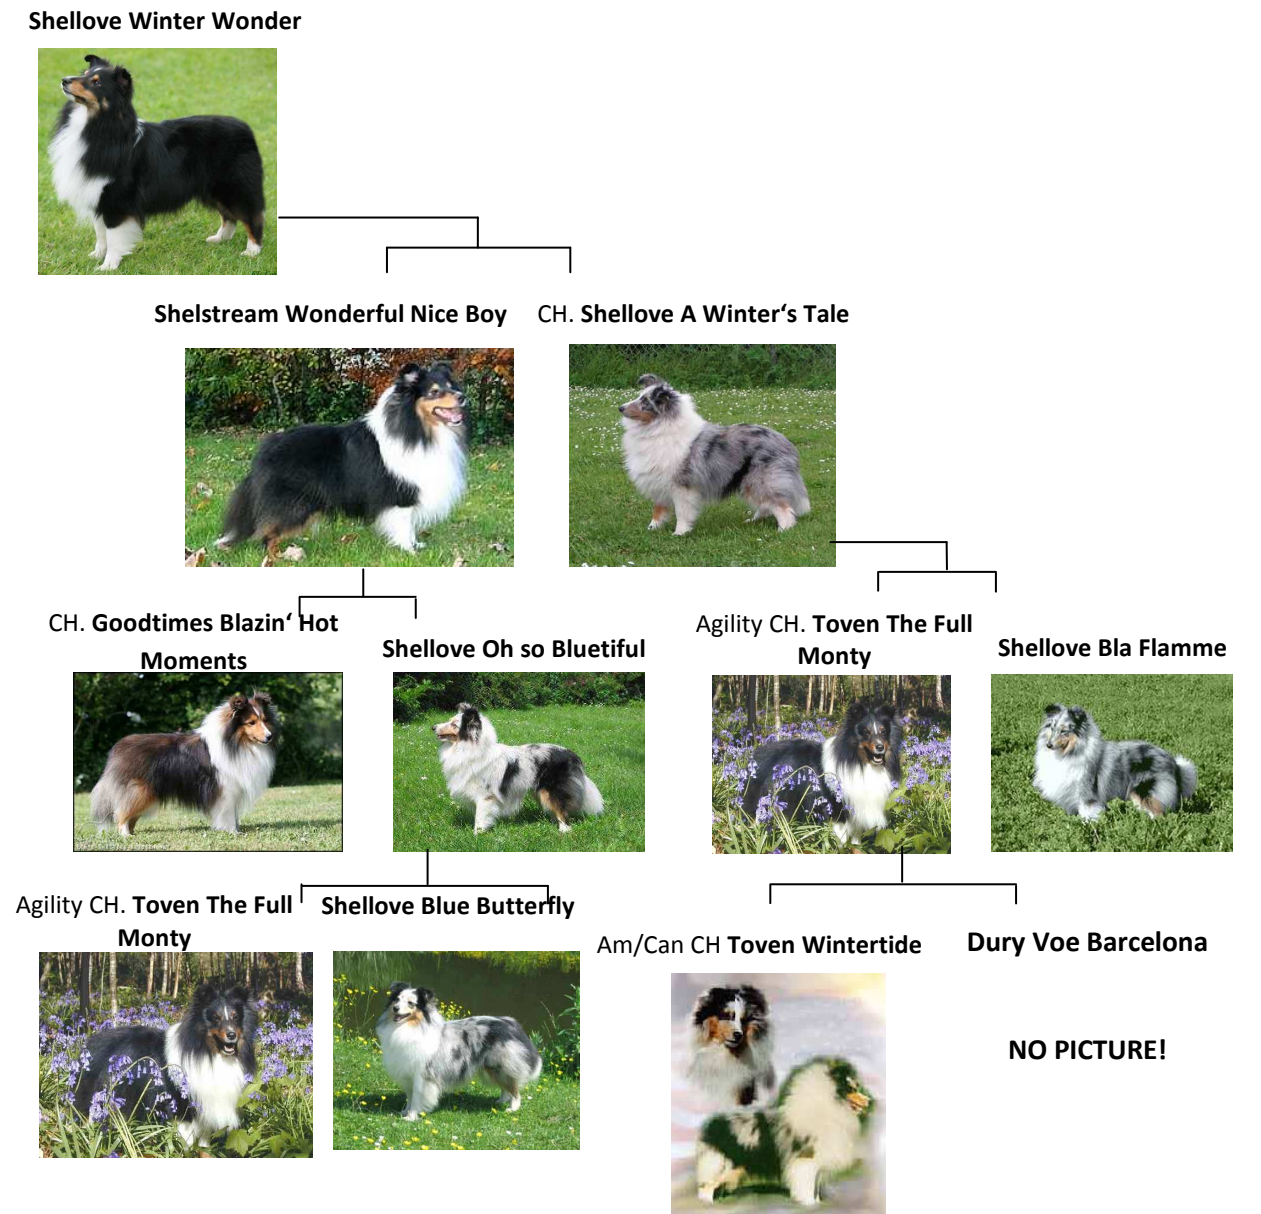 Shellove Winter Wonder
Shelstream Wonderful Nice Boy
CH. Shellove A Winter‘s Tale
CH. Goodtimes Blazin‘ Hot
Moments
Shellove Oh so Bluetiful
Agility CH. Toven The Full
Monty
Shellove Bla Flamme
Agility CH. Toven The Full
Monty
Shellove Blue Butterfly
Am/Can CH Toven Wintertide
Dury Voe Barcelona
NO PICTURE!